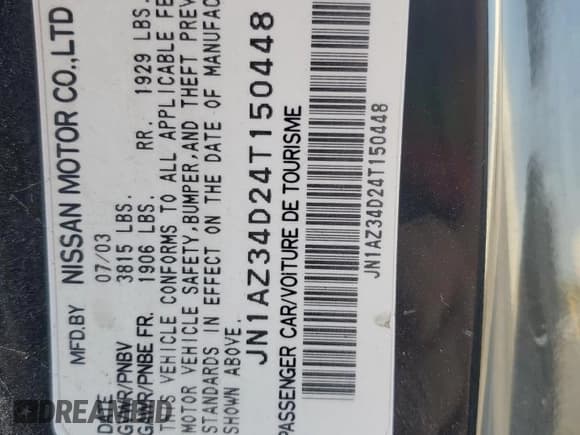 MFD.BY NISSAN MOTOR CO.,LTD
DATE 07/03
GVWR/PNBV 3815 LBS.
GAWR/PNBE FR. 1906 LBS. RR. 1929 LBS.
THIS VEHICLE CONFORMS TO ALL APPLICABLE FE
MOTOR VEHICLE SAFETY,BUMPER,AND THEFT PREV
STANDARDS IN EFFECT ON THE DATE OF MANUFAC
SHOWN ABOVE.
JN1AZ34D24T150448
PASSENGER CAR/VOITURE DE TOURISME
JN1AZ34D24T150448
DREAMBID